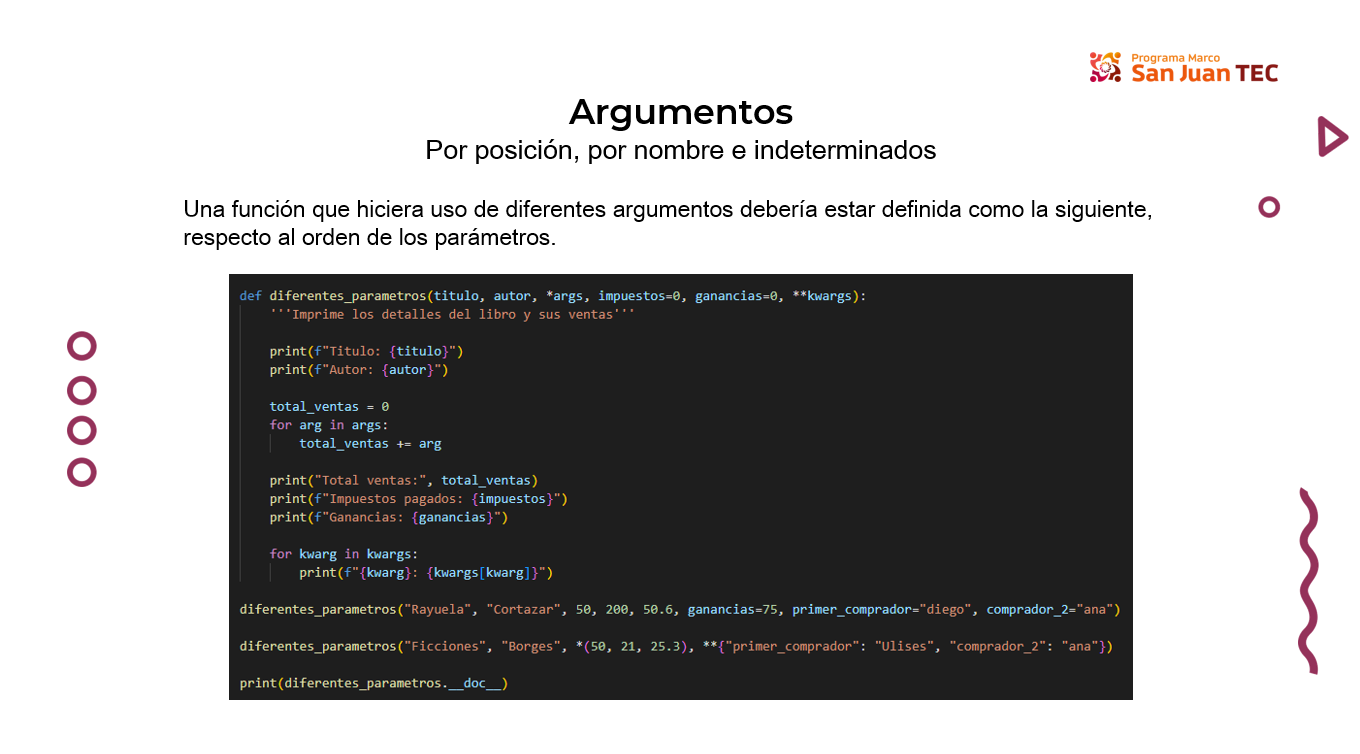 Programa Marco
San Juan TEC
Argumentos
Por posición, por nombre e indeterminados
Una función que hiciera uso de diferentes argumentos debería estar definida como la siguiente,
respecto al orden de los parámetros.
def diferentes_parametros(titulo, autor, *args, impuestos=0, ganancias=0, **kwargs):
    '''Imprime los detalles del libro y sus ventas'''
    print(f"Titulo: {titulo}")
    print(f"Autor: {autor}")
    total_ventas = 0
    for arg in args:
        total_ventas += arg
    print("Total ventas:", total_ventas)
    print(f"Impuestos pagados: {impuestos}")
    print(f"Ganancias: {ganancias}")
    for kwarg in kwargs:
        print(f"{kwarg}: {kwargs[kwarg]}")
diferentes_parametros("Rayuela", "Cortazar", 50, 200, 50.6, ganancias=75, primer_comprador="diego", comprador_2="ana")
diferentes_parametros("Ficciones", "Borges", *(50, 21, 25.3), **{"primer_comprador": "Ulises", "comprador_2": "ana"})
print(diferentes_parametros.__doc__)